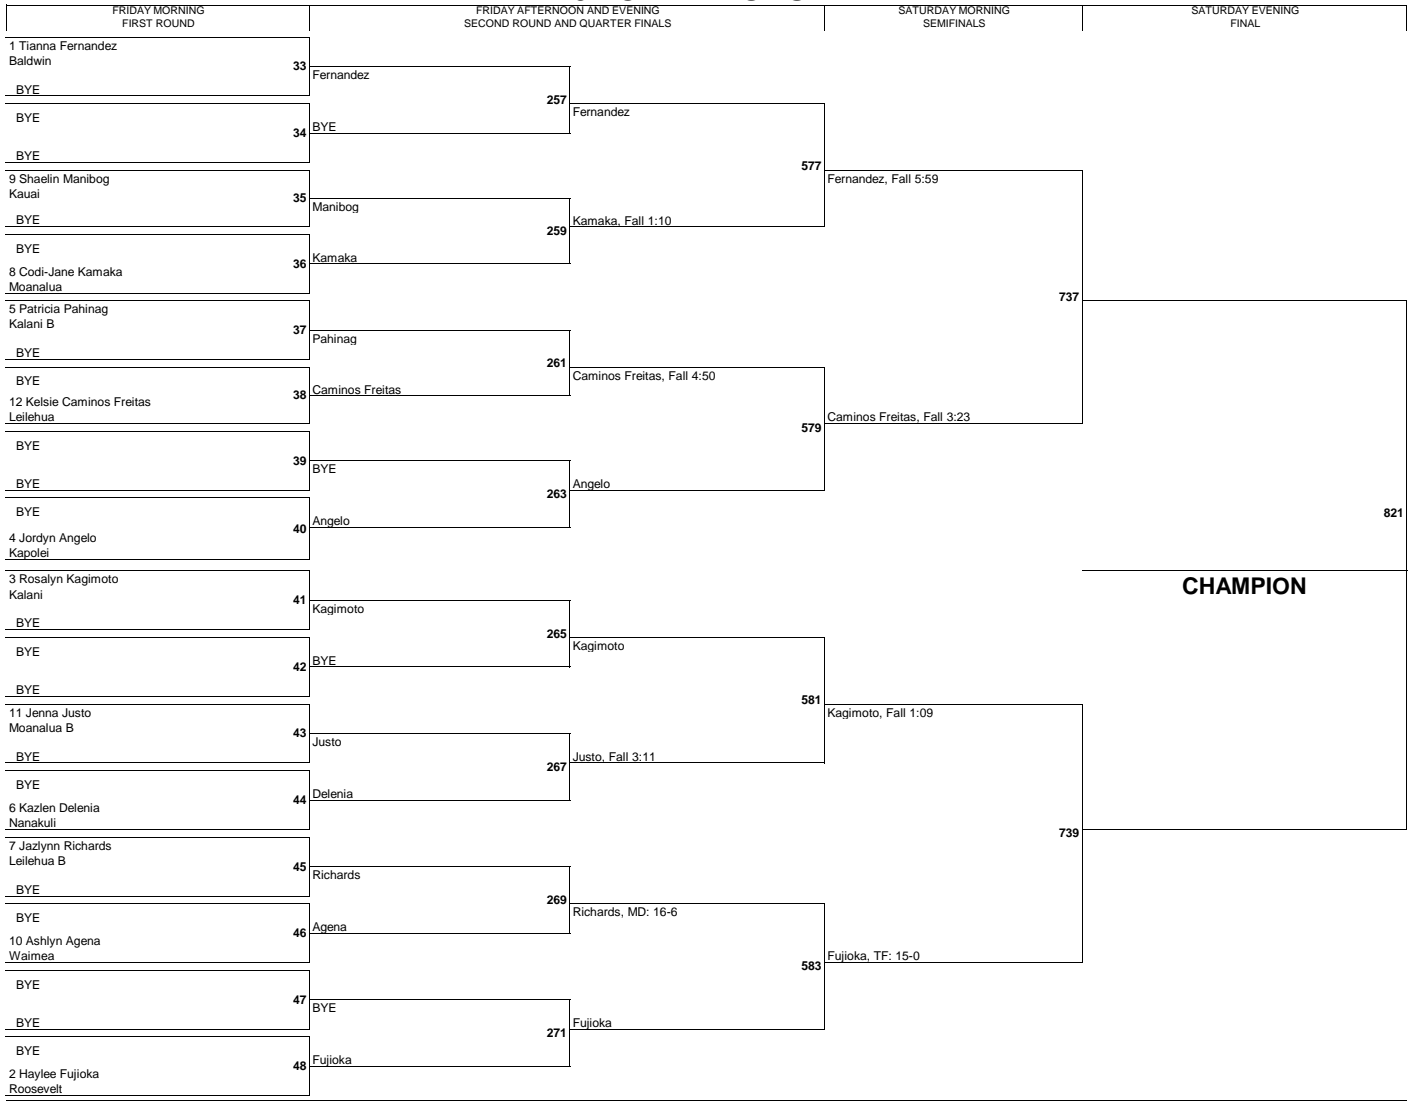 FRIDAY MORNING
FIRST ROUND
FRIDAY AFTERNOON AND EVENING
SECOND ROUND AND QUARTER FINALS
SATURDAY MORNING
SEMIFINALS
SATURDAY EVENING
FINAL
1 Tianna Fernandez
Baldwin
33
BYE
BYE
34
BYE
9 Shaelin Manibog
Kauai
35
BYE
BYE
36
8 Codi-Jane Kamaka
Moanalua
5 Patricia Pahinag
Kalani B
37
BYE
BYE
38
12 Kelsie Caminos Freitas
Leilehua
BYE
39
BYE
BYE
40
4 Jordyn Angelo
Kapolei
3 Rosalyn Kagimoto
Kalani
41
BYE
BYE
42
BYE
11 Jenna Justo
Moanalua B
43
BYE
BYE
44
6 Kazlen Delenia
Nanakuli
7 Jazlynn Richards
Leilehua B
45
BYE
BYE
46
10 Ashlyn Agena
Waimea
BYE
47
BYE
BYE
48
2 Haylee Fujioka
Roosevelt
Fernandez
257
BYE
Manibog
259
Kamaka
Pahinag
261
Caminos Freitas
BYE
263
Angelo
Kagimoto
265
BYE
Justo
267
Delenia
Richards
269
Agena
BYE
271
Fujioka
Fernandez
577
Kamaka, Fall 1:10
Caminos Freitas, Fall 4:50
579
Angelo
Kagimoto
581
Justo, Fall 3:11
Richards, MD: 16-6
583
Fujioka
Fernandez, Fall 5:59
737
Caminos Freitas, Fall 3:23
Kagimoto, Fall 1:09
739
Fujioka, TF: 15-0
821
CHAMPION